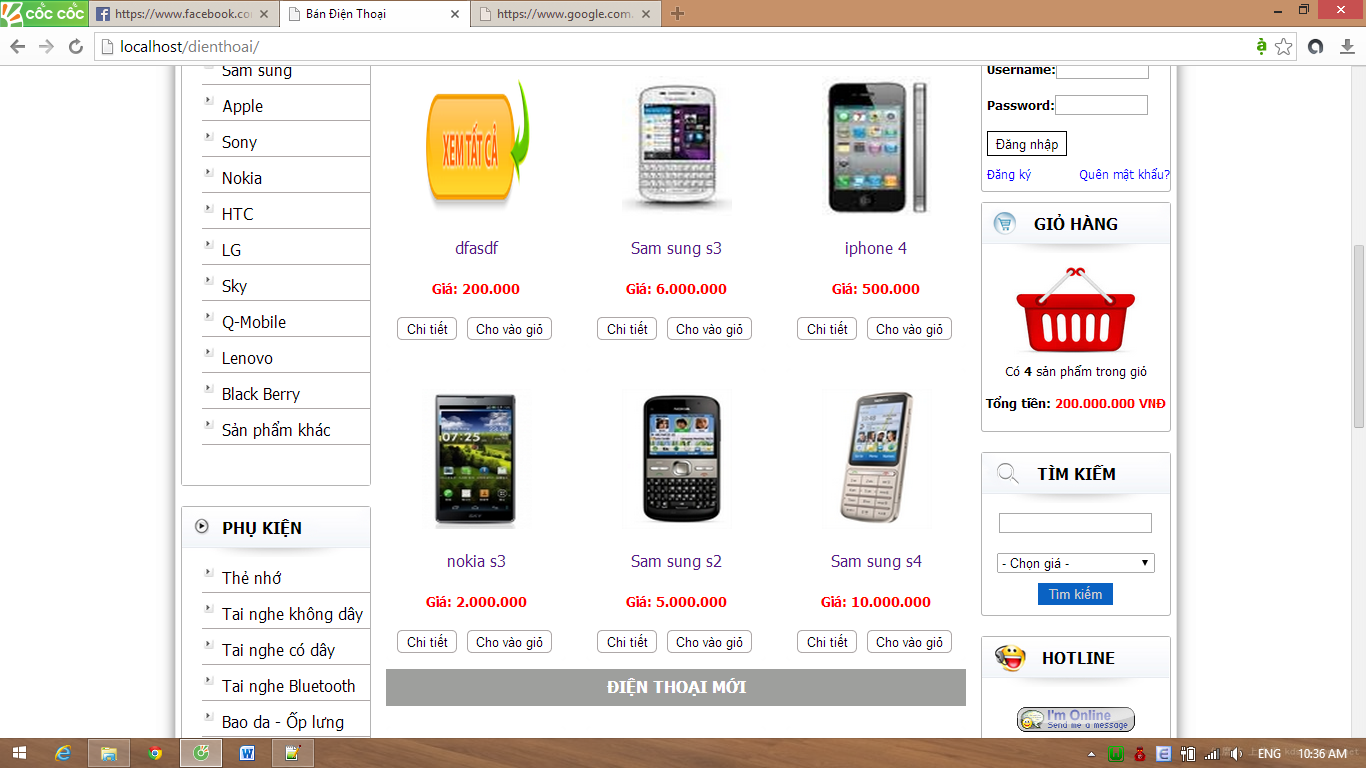 cốc cốc
https://www.facebook.co
Bán Điện Thoại
https://www.google.com.
localhost/dienthoai/
Sam sung
Apple
Sony
Nokia
HTC
LG
Sky
Q-Mobile
Lenovo
Black Berry
Sản phẩm khác
PHỤ KIỆN
Thẻ nhớ
Tai nghe không dây
Tai nghe có dây
Tai nghe Bluetooth
Bao da - Ốp lưng
XEM TẤT CẢ
dfasdf
Sam sung s3
iphone 4
Giá: 200.000
Giá: 6.000.000
Giá: 500.000
Chi tiết
Cho vào giỏ
Chi tiết
Cho vào giỏ
Chi tiết
Cho vào giỏ
07:25
nokia s3
Sam sung s2
Sam sung s4
Giá: 2.000.000
Giá: 5.000.000
Giá: 10.000.000
Chi tiết
Cho vào giỏ
Chi tiết
Cho vào giỏ
Chi tiết
Cho vào giỏ
ĐIỆN THOẠI MỚI
Username:
Password:
Đăng nhập
Đăng ký
Quên mật khẩu?
GIỎ HÀNG
Có 4 sản phẩm trong giỏ
Tổng tiền: 200.000.000 VNĐ
TÌM KIẾM
- Chọn giá -
Tìm kiếm
HOTLINE
I'm Online
Send me a message
ENG
10:36 AM